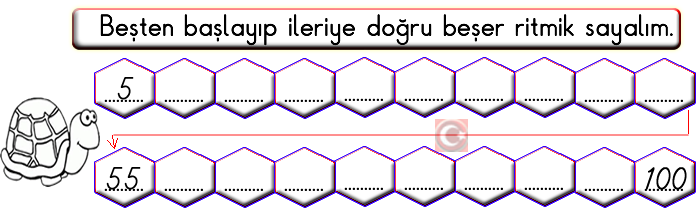 Beşten başlayıp ileriye doğru beşer ritmik sayalım.
5 ......... ......... ......... ......... ......... ......... ......... ......... .........
55 ......... ......... ......... ......... ......... ......... ......... ......... 100